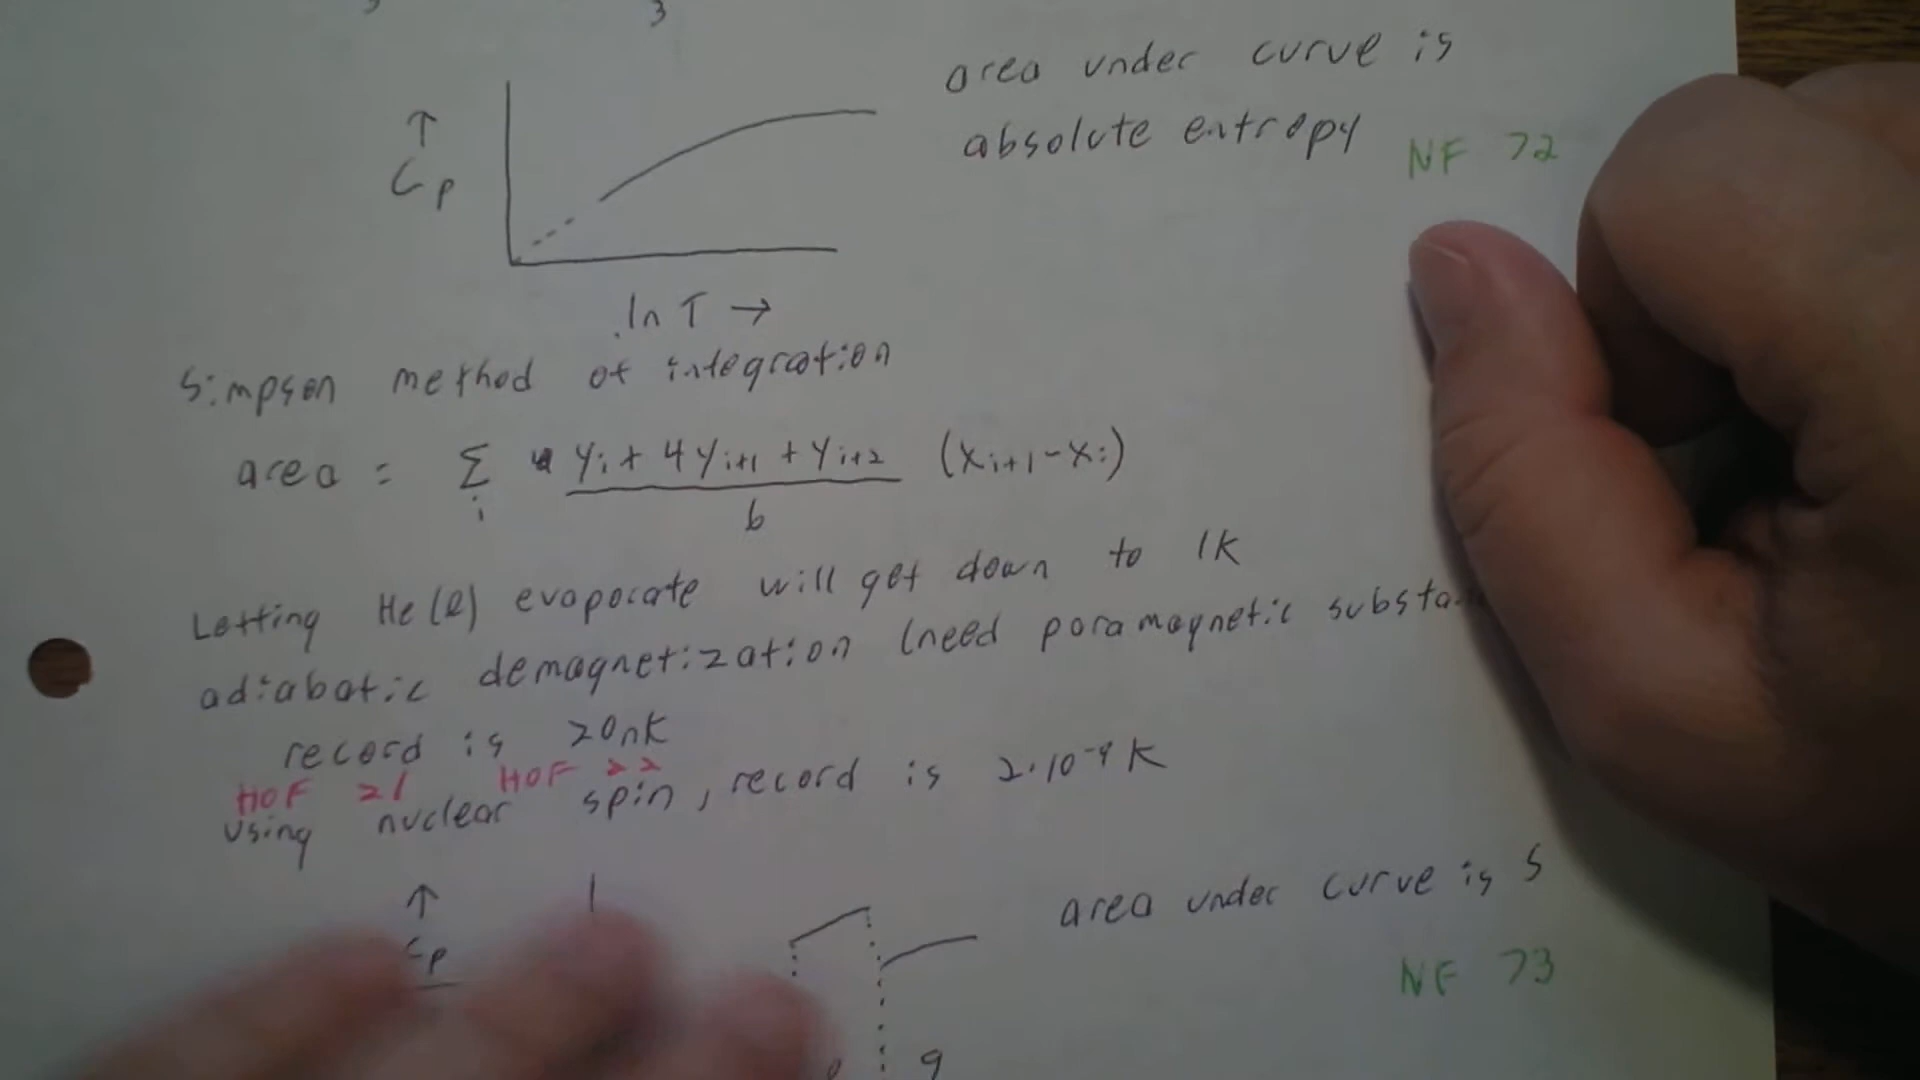 3
area under curve is
absolute entropy NF 72
↑
Cp
ln T →
Simpson method of integration
area = Σ yi + 4yi+1 + yi+2 (xi+1-xi)
i 6
Letting He(l) evaporate will get down to 1K
adiabatic demagnetization (need paramagnetic
record is 20nK
HOF 21 HOF 22
using nuclear spin, record is 2·10⁻⁹ K
↑
Cp
area under curve is S
NF 73
g